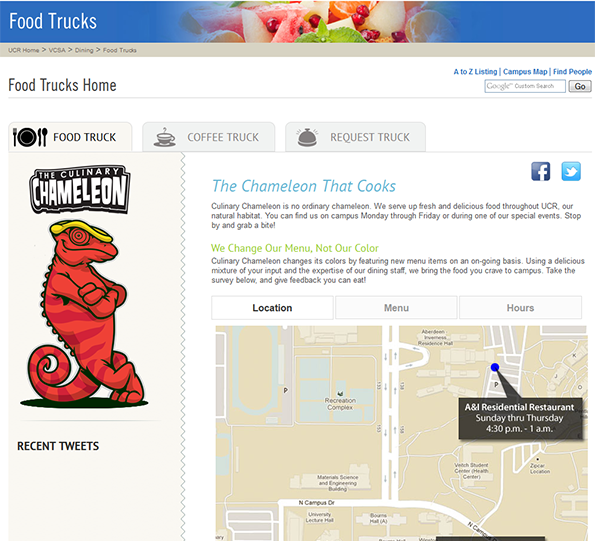 Food Trucks
UCR Home > VCSA > Dining > Food Trucks
A to Z Listing | Campus Map | Find People
Food Trucks Home
Google™ Custom Search
Go
FOOD TRUCK
COFFEE TRUCK
REQUEST TRUCK
THE CULINARY
CHAMELEON
RECENT TWEETS
The Chameleon That Cooks
Culinary Chameleon is no ordinary chameleon. We serve up fresh and delicious food throughout UCR, our
natural habitat. You can find us on campus Monday through Friday or during one of our special events. Stop
by and grab a bite!
We Change Our Menu, Not Our Color
Culinary Chameleon changes its colors by featuring new menu items on an on-going basis. Using a delicious
mixture of your input and the expertise of our dining staff, we bring the food you crave to campus. Take the
survey below, and give feedback you can eat!
Location
Menu
Hours
Aberdeen -
Inverness
Residence Hall
P
P
Recreation
Complex
A&I Residential Restaurant
Sunday thru Thursday
4:30 p.m. - 1 a.m.
Materials Science
and Engineering
Building
Veitch Student
Center (Health
Center)
Zipcar
Location
N Campus Dr
University
Lecture Hall
Bourns
Hall (A)